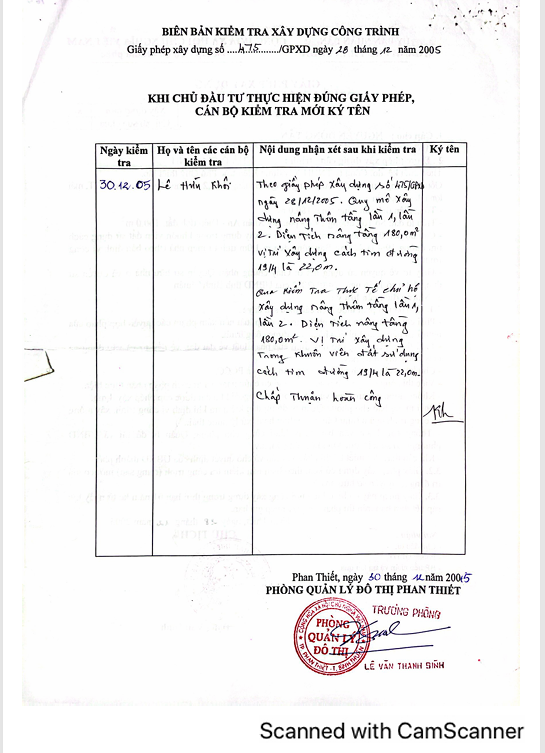 BIÊN BẢN KIỂM TRA XÂY DỰNG CÔNG TRÌNH
Giấy phép xây dựng số ....475........../GPXD ngày 28 tháng 12 năm 2005
KHI CHỦ ĐẦU TƯ THỰC HIỆN ĐÚNG GIẤY PHÉP,
CÁN BỘ KIỂM TRA MỚI KÝ TÊN
Ngày kiểm tra
Họ và tên các cán bộ kiểm tra
Nội dung nhận xét sau khi kiểm tra
Ký tên
30.12.05
Lê Hữu Khôi
Theo giấy phép xây dựng số 475/GPXD
ngày 28/12/2005. Quy mô xây
dựng nâng thêm tầng lần 1, lần
2. Diện tích nâng tầng 180,0m²
Vị trí xây dựng cách tim đường
19/4 là 22,0m.
Qua kiểm tra thực tế chủ hộ
xây dựng nâng thêm tầng lần 1,
lần 2. Diện tích nâng tầng
180,0m². Vị trí xây dựng
Trong khuôn viên đất sử dụng
cách tim đường 19/4 là 22,0m.
Chấp thuận hoàn công
Phan Thiết, ngày 30 tháng 12 năm 2005
PHÒNG QUẢN LÝ ĐÔ THỊ PHAN THIẾT
TRƯỞNG PHÒNG
PHÒNG
QUẢN LÝ
ĐÔ THỊ
LÊ VĂN THANH BÌNH
Scanned with CamScanner